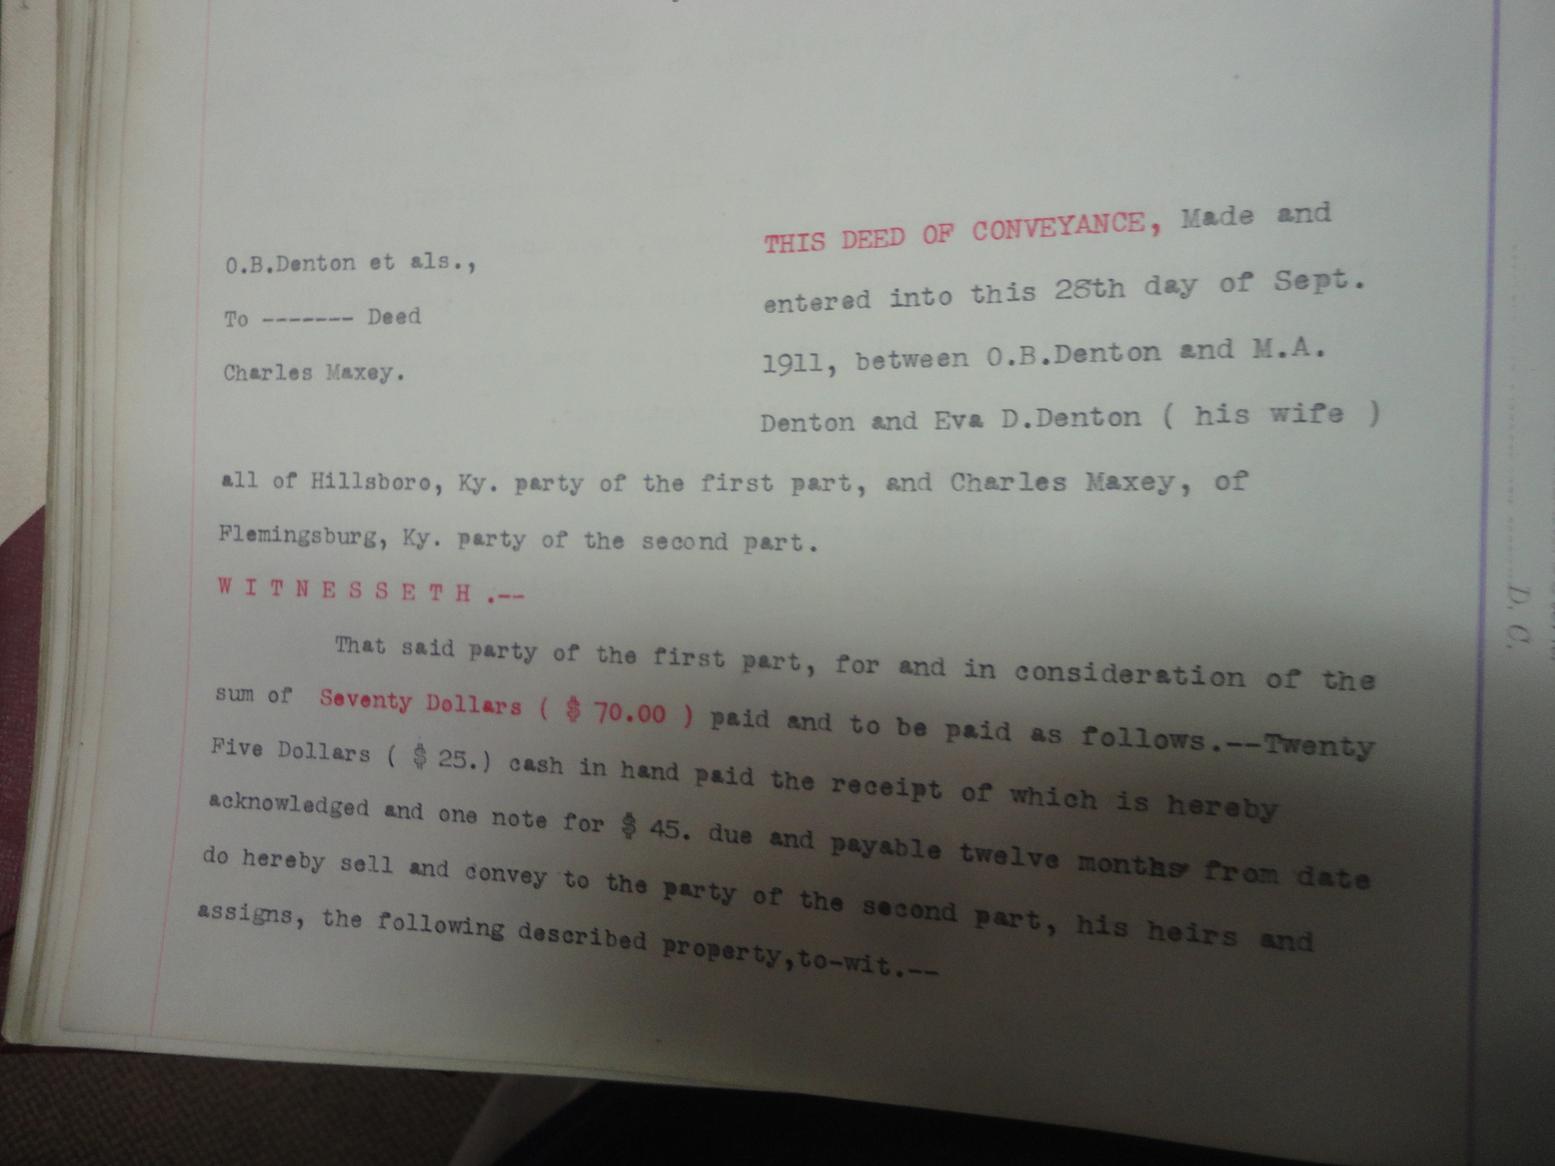 O.B.Denton et als.,
To ------- Deed
Charles Maxey.
THIS DEED OF CONVEYANCE, Made and
entered into this 28th day of Sept.
1911, between O.B.Denton and M.A.
Denton and Eva D.Denton ( his wife )
all of Hillsboro, Ky. party of the first part, and Charles Maxey, of
Flemingsburg, Ky. party of the second part.
W I T N E S S E T H .--
That said party of the first part, for and in consideration of the
sum of Seventy Dollars ( $ 70.00 ) paid and to be paid as follows.--Twenty
Five Dollars ( $ 25.) cash in hand paid the receipt of which is hereby
acknowledged and one note for $ 45. due and payable twelve months from date
do hereby sell and convey to the party of the second part, his heirs and
assigns, the following described property,to-wit.--
D. C.